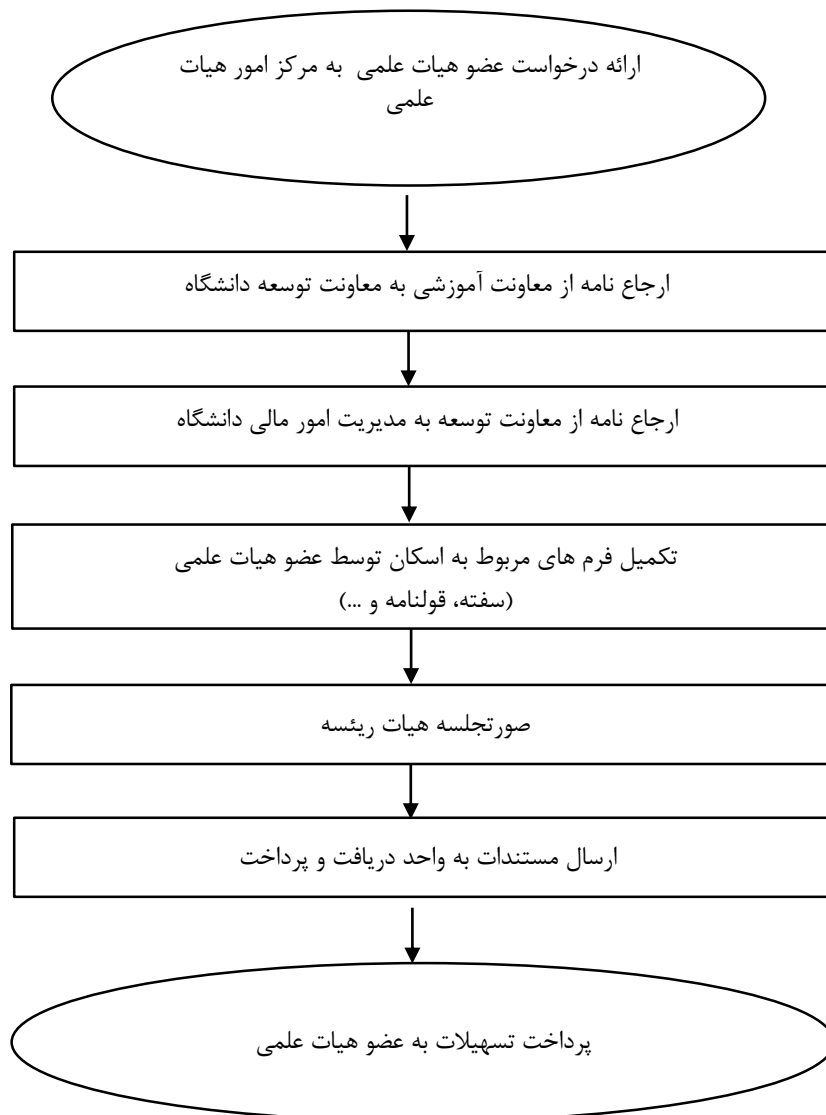 ارائه درخواست عضو هیات علمی به مرکز امور هیات
علمی
ارجاع نامه از معاونت آموزشی به معاونت توسعه دانشگاه
ارجاع نامه از معاونت توسعه به مدیریت امور مالی دانشگاه
تکمیل فرم های مربوط به اسکان توسط عضو هیات علمی
(سفته، قولنامه و ...)
صورتجلسه هیات ریئسه
ارسال مستندات به واحد دریافت و پرداخت
پرداخت تسهیلات به عضو هیات علمی